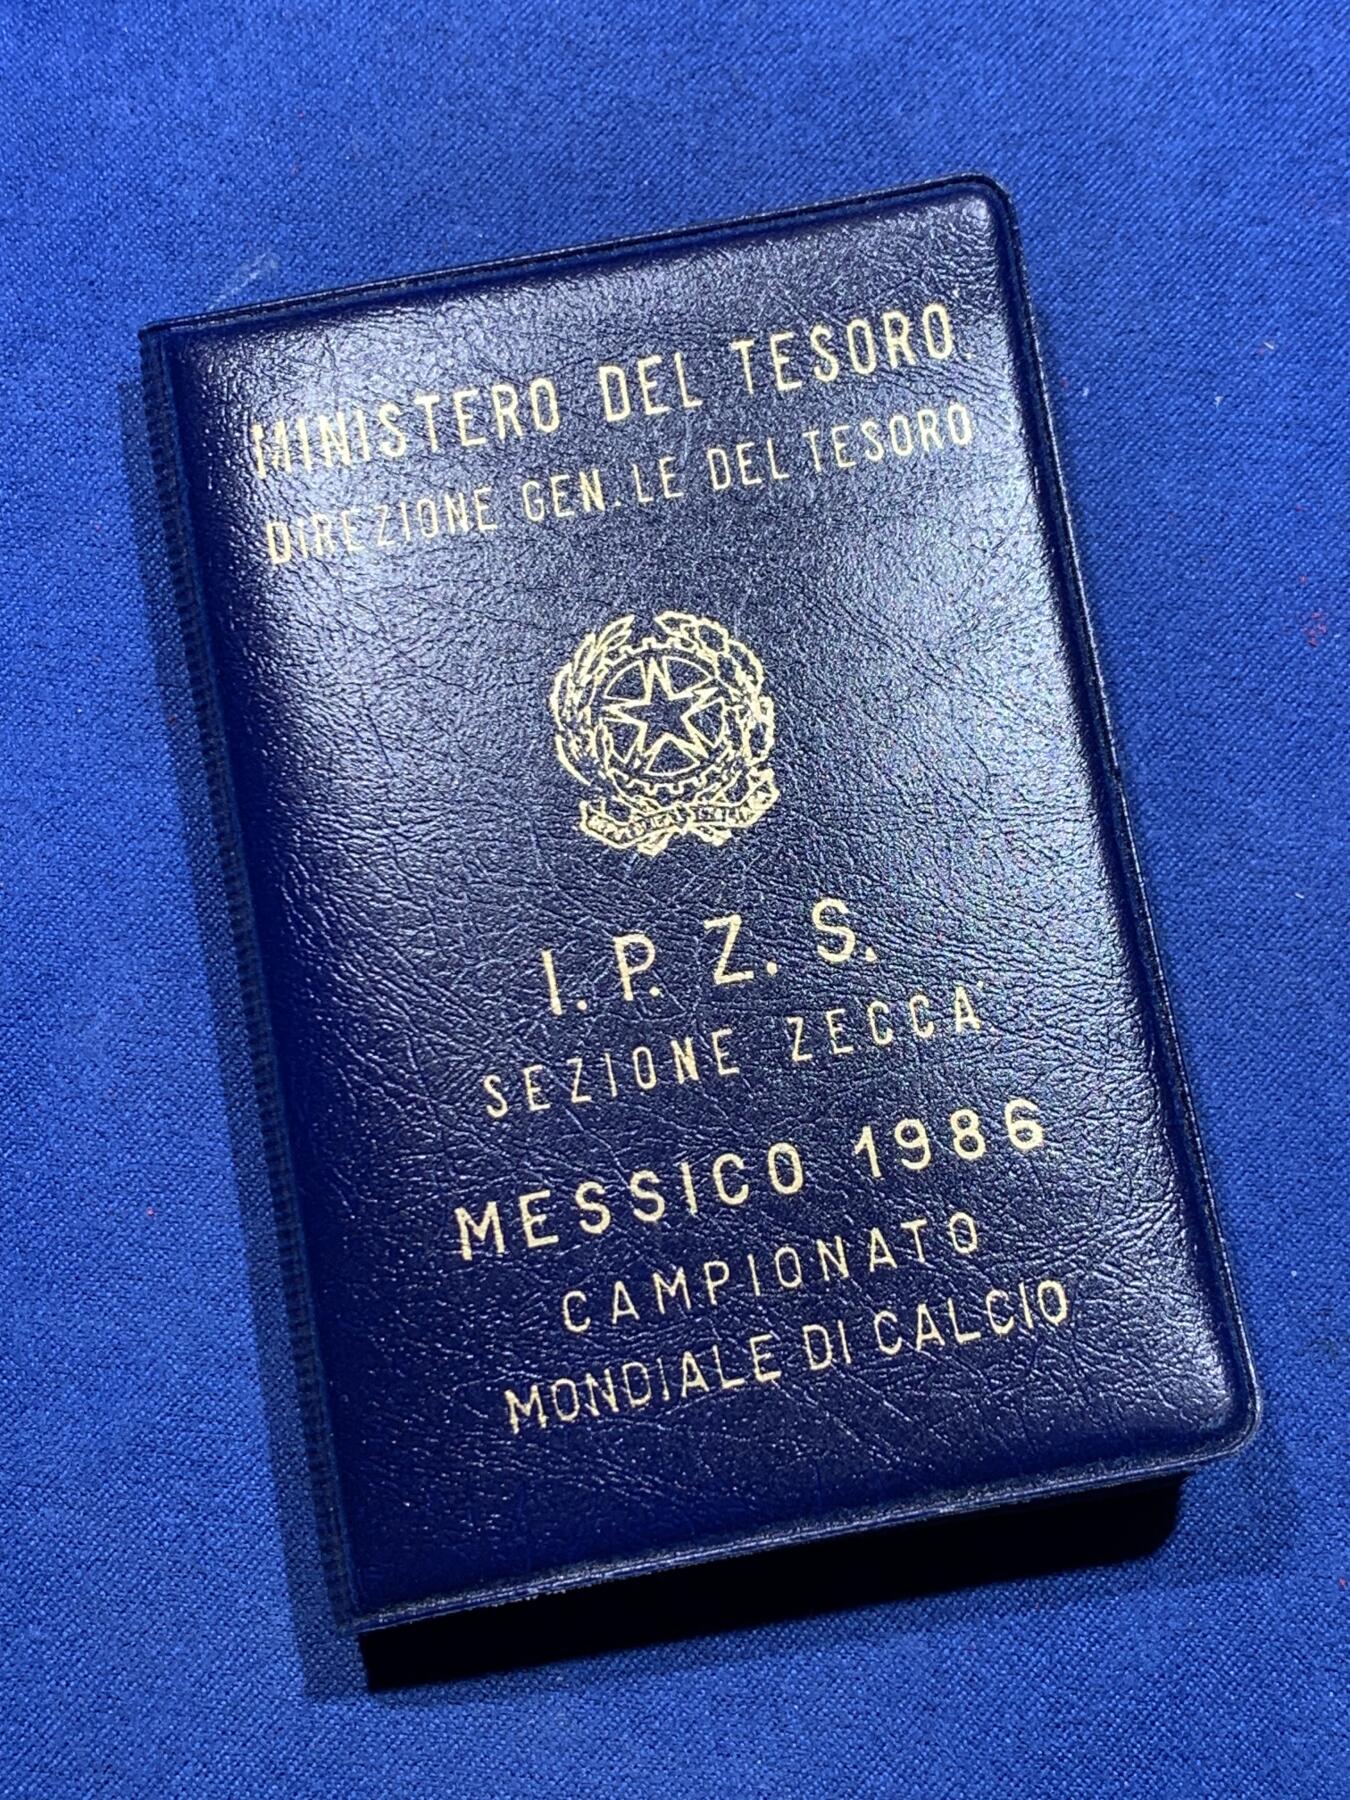 MINISTERO DEL TESORO
DIREZIONE GEN.LE DEL TESORO
I. P. Z. S.
SEZIONE ZECCA
MESSICO 1986
CAMPIONATO
MONDIALE DI CALCIO